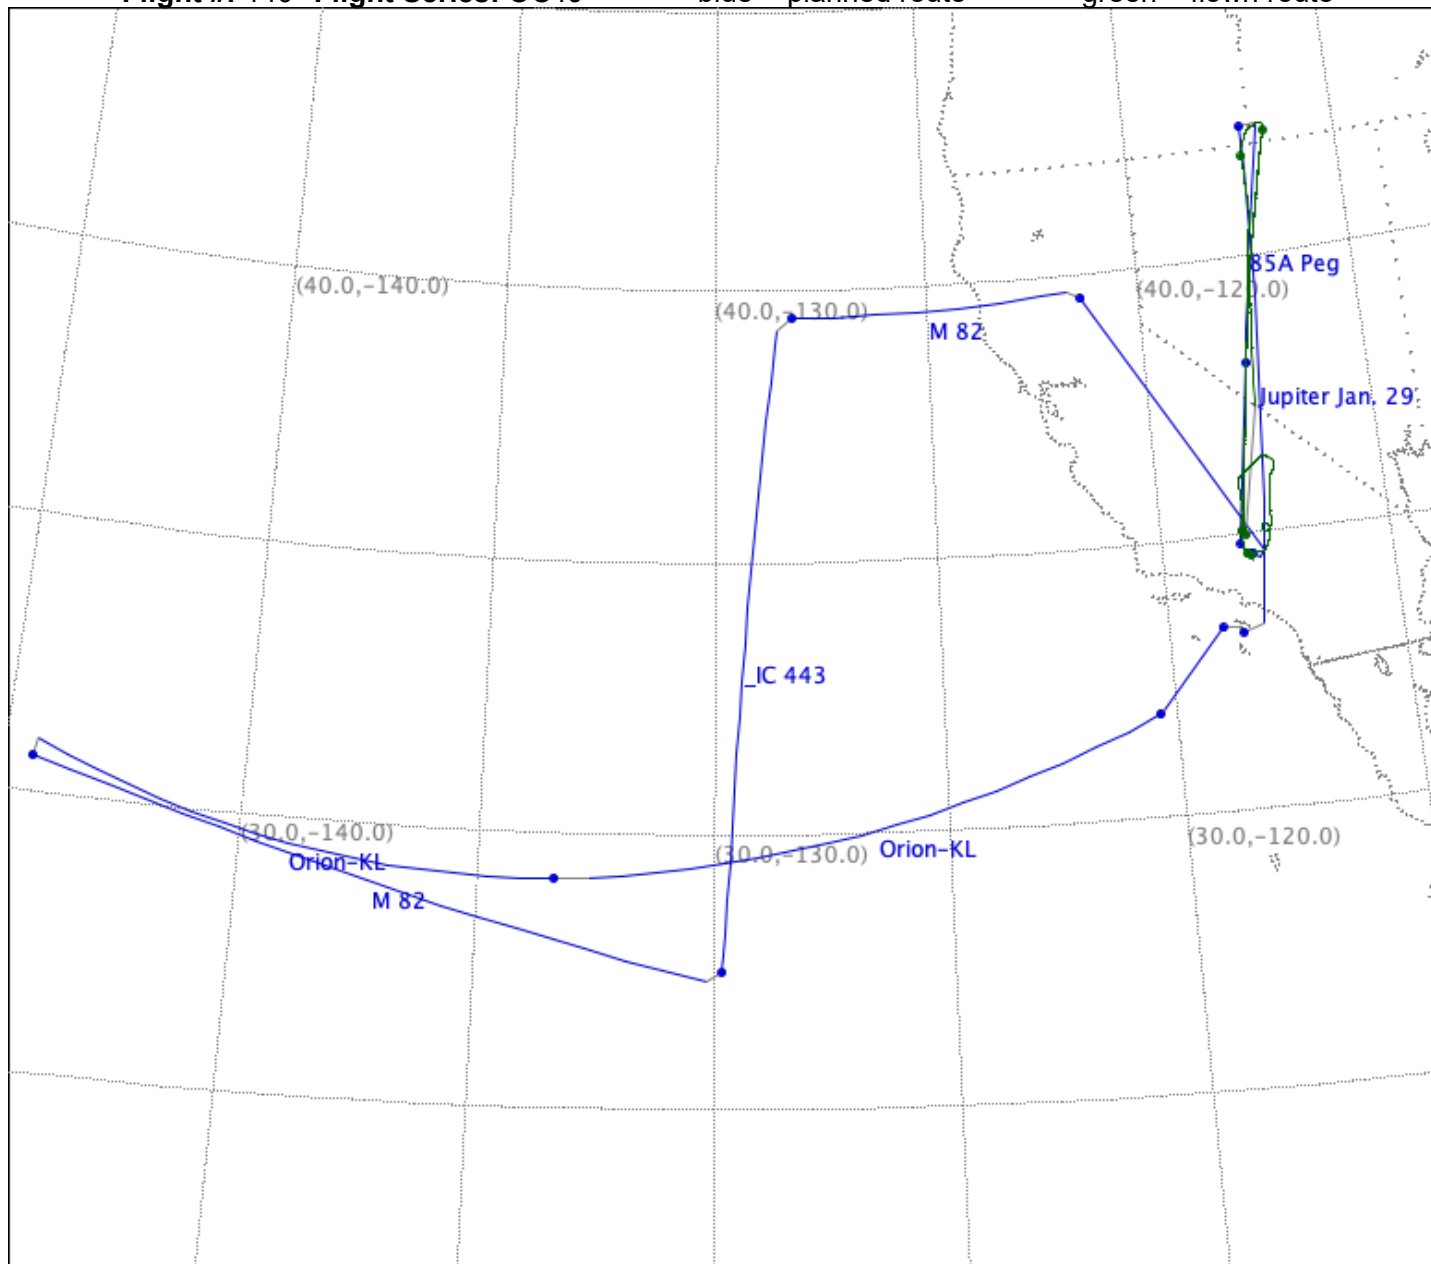 (40.0,-140.0)
(40.0,-130.0)
(40.0,-120.0)
85A Peg
M 82
Jupiter Jan. 29
_IC 443
(30.0,-140.0)
(30.0,-130.0)
(30.0,-120.0)
Orion-KL
Orion-KL
M 82